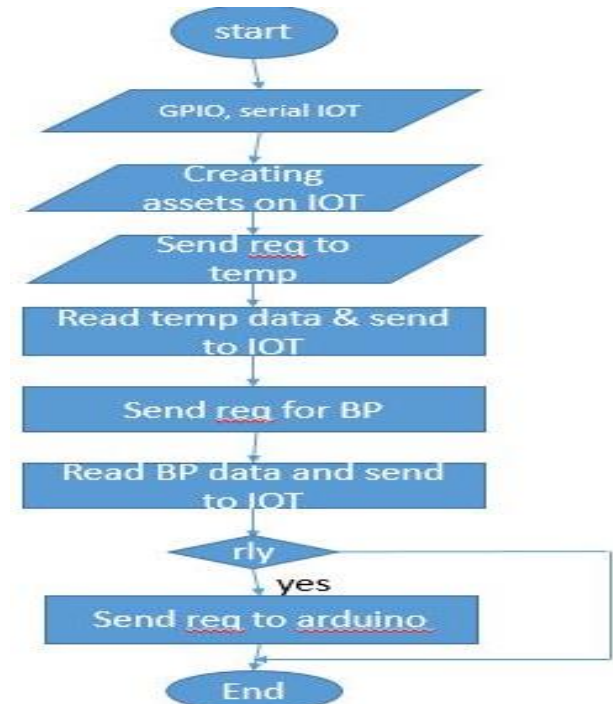 start
GPIO, serial IOT
Creating
assets on IOT
Send req to
temp
Read temp data & send
to IOT
Send req for BP
Read BP data and send
to IOT
rly
yes
Send req to arduino
End